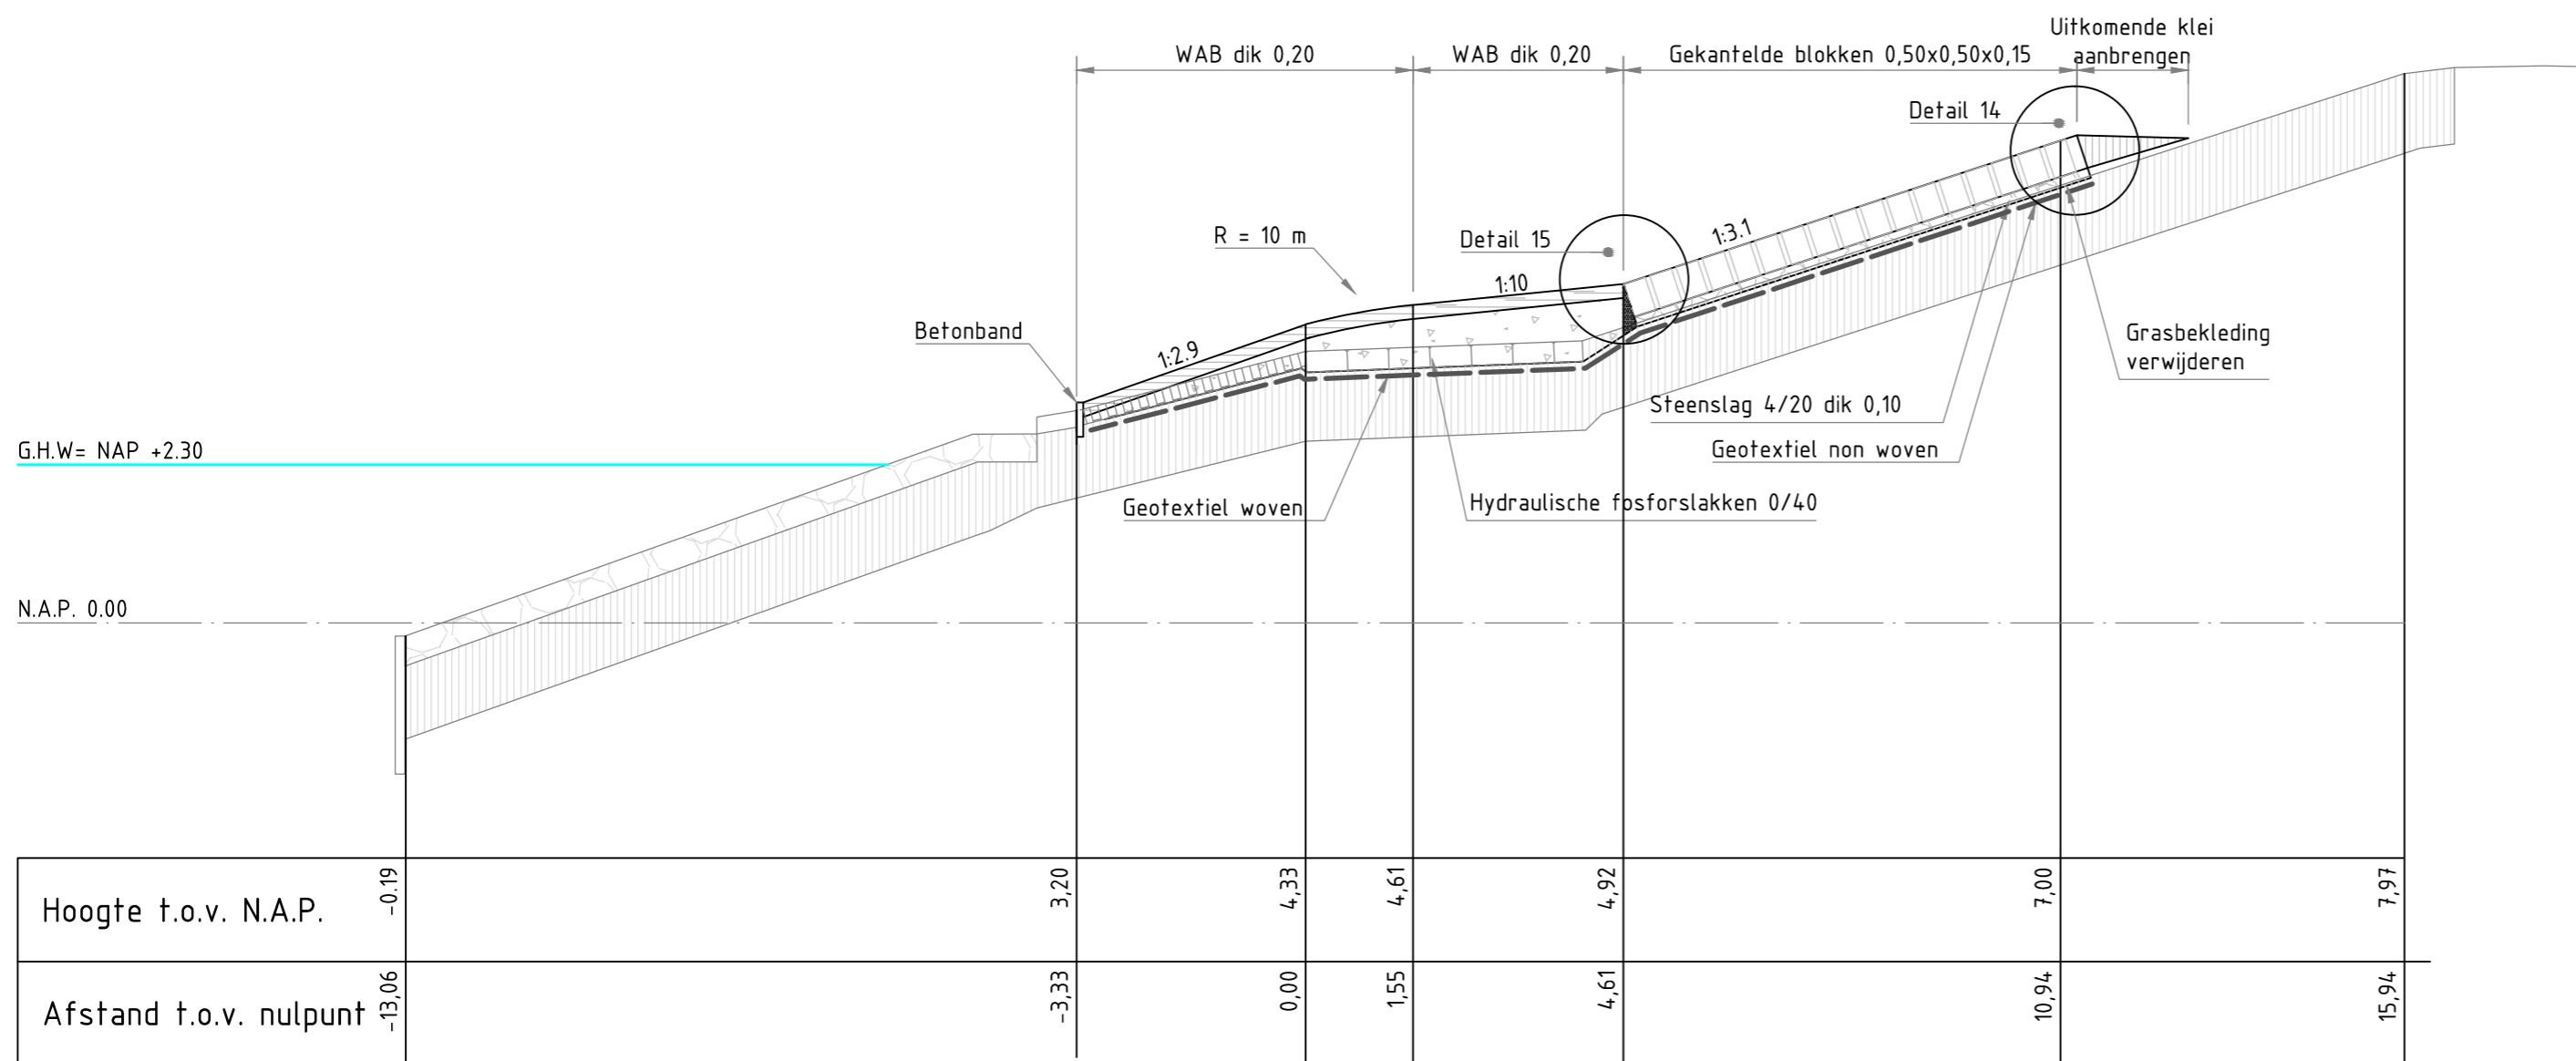 Uitkomende klei
aanbrengen
WAB dik 0,20
WAB dik 0,20
Gekantelde blokken 0,50x0,50x0,15
Detail 14
R = 10 m
Detail 15
1:3.1
1:10
Betonband
1:2.9
Grasbekleding
verwijderen
Steenslag 4/20 dik 0,10
G.H.W= NAP +2.30
Geotextiel non woven
Geotextiel woven
Hydraulische fosforslakken 0/40
N.A.P. 0.00
Hoogte t.o.v. N.A.P. -0.19 3,20 4,33 4,61 4,92 7,00 7,97
Afstand t.o.v. nulpunt -13,06 -3,33 0,00 1,55 4,61 10,94 15,94